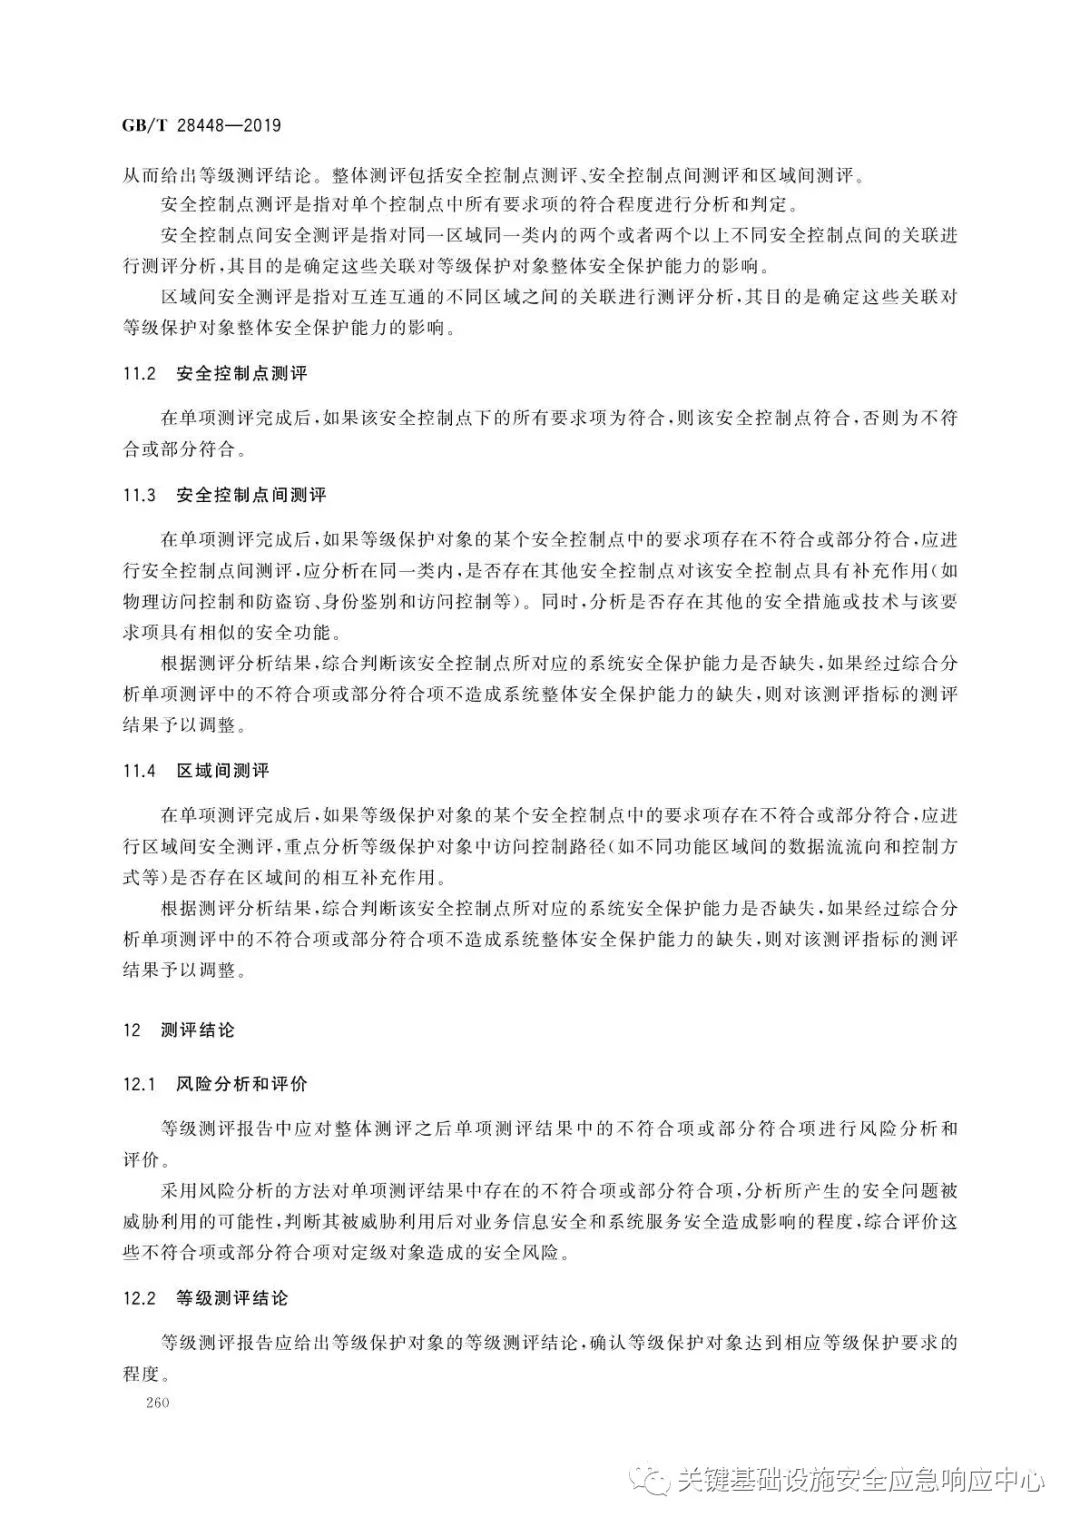 GB/T 28448—2019
从而给出等级测评结论。整体测评包括安全控制点测评、安全控制点间测评和区域间测评。
安全控制点测评是指对单个控制点中所有要求项的符合程度进行分析和判定。
安全控制点间安全测评是指对同一区域同一类内的两个或者两个以上不同安全控制点间的关联进
行测评分析,其目的是确定这些关联对等级保护对象整体安全保护能力的影响。
区域间安全测评是指对互连互通的不同区域之间的关联进行测评分析,其目的是确定这些关联对
等级保护对象整体安全保护能力的影响。
11.2 安全控制点测评
在单项测评完成后,如果该安全控制点下的所有要求项为符合,则该安全控制点符合,否则为不符
合或部分符合。
11.3 安全控制点间测评
在单项测评完成后,如果等级保护对象的某个安全控制点中的要求项存在不符合或部分符合,应进
行安全控制点间测评,应分析在同一类内,是否存在其他安全控制点对该安全控制点具有补充作用(如
物理访问控制和防盗窃、身份鉴别和访问控制等)。同时,分析是否存在其他的安全措施或技术与该要
求项具有相似的安全功能。
根据测评分析结果,综合判断该安全控制点所对应的系统安全保护能力是否缺失,如果经过综合分
析单项测评中的不符合项或部分符合项不造成系统整体安全保护能力的缺失,则对该测评指标的测评
结果予以调整。
11.4 区域间测评
在单项测评完成后,如果等级保护对象的某个安全控制点中的要求项存在不符合或部分符合,应进
行区域间安全测评,重点分析等级保护对象中访问控制路径(如不同功能区域间的数据流流向和控制方
式等)是否存在区域间的相互补充作用。
根据测评分析结果,综合判断该安全控制点所对应的系统安全保护能力是否缺失,如果经过综合分
析单项测评中的不符合项或部分符合项不造成系统整体安全保护能力的缺失,则对该测评指标的测评
结果予以调整。
12 测评结论
12.1 风险分析和评价
等级测评报告中应对整体测评之后单项测评结果中的不符合项或部分符合项进行风险分析和
评价。
采用风险分析的方法对单项测评结果中存在的不符合项或部分符合项,分析所产生的安全问题被
威胁利用的可能性,判断其被威胁利用后对业务信息安全和系统服务安全造成影响的程度,综合评价这
些不符合项或部分符合项对定级对象造成的安全风险。
12.2 等级测评结论
等级测评报告应给出等级保护对象的等级测评结论,确认等级保护对象达到相应等级保护要求的
程度。
260
关键基础设施安全应急响应中心